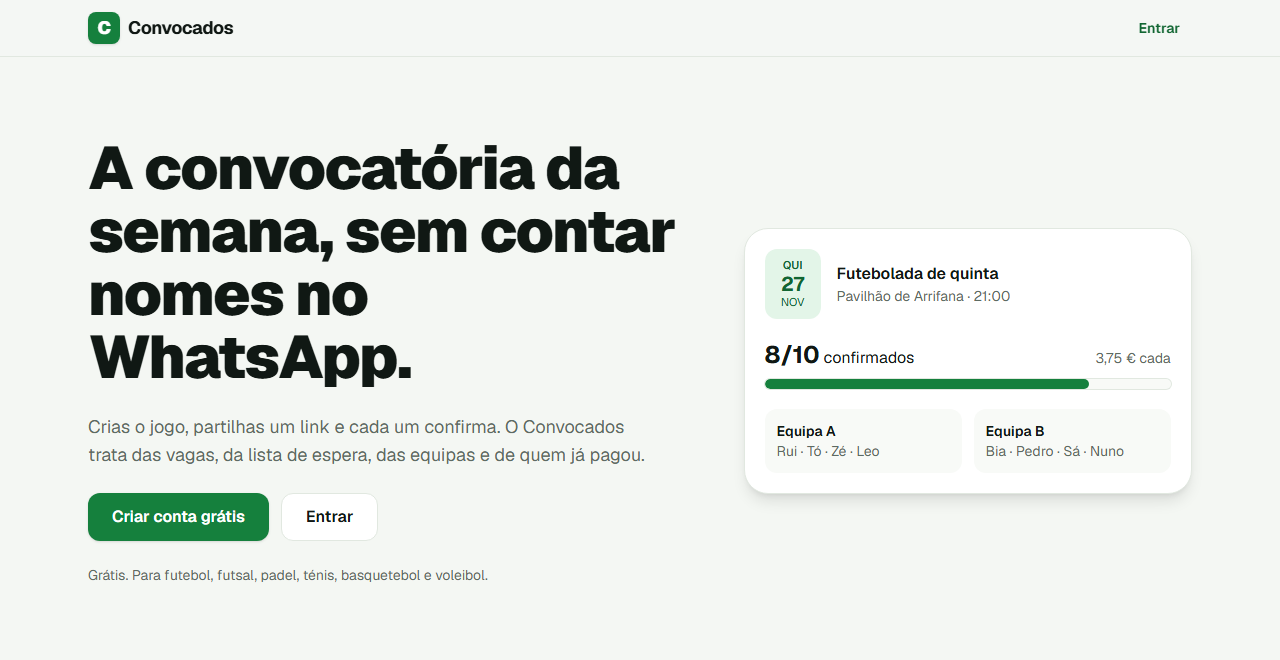 C Convocados
Entrar
A convocatória da
semana, sem contar
nomes no
WhatsApp.
Crias o jogo, partilhas um link e cada um confirma. O Convocados
trata das vagas, da lista de espera, das equipas e de quem já pagou.
Criar conta grátis
Entrar
Grátis. Para futebol, futsal, padel, ténis, basquetebol e voleibol.
QUI
27
NOV
Futebolada de quinta
Pavilhão de Arrifana · 21:00
8/10 confirmados
3,75 € cada
Equipa A
Rui · Tó · Zé · Leo
Equipa B
Bia · Pedro · Sá · Nuno